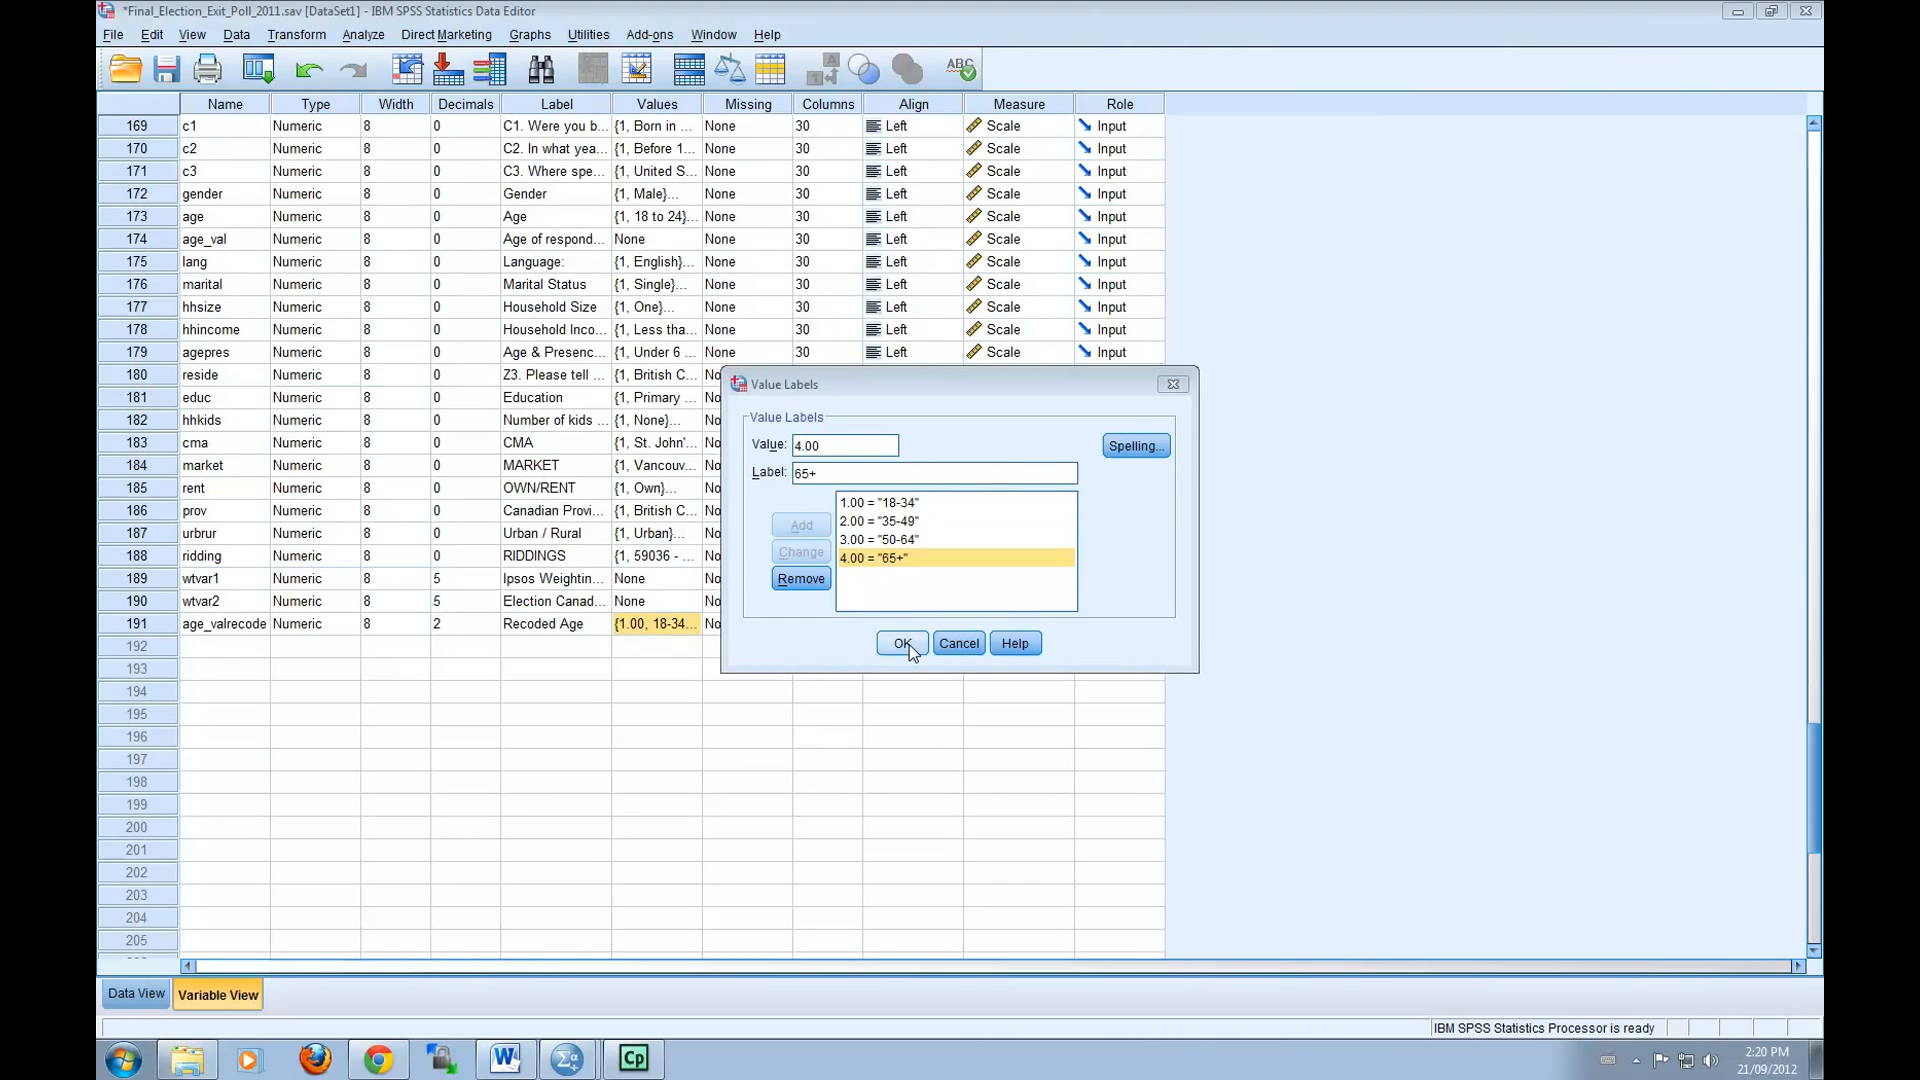 *Final_Election_Exit_Poll_2011.sav [DataSet1] - IBM SPSS Statistics Data Editor
File Edit View Data Transform Analyze Direct Marketing Graphs Utilities Add-ons Window Help
Name Type Width Decimals Label Values Missing Columns Align Measure Role
169 c1 Numeric 8 0 C1. Were you b... {1, Born in ... None 30 Left Scale Input
170 c2 Numeric 8 0 C2. In what yea... {1, Before 1... None 30 Left Scale Input
171 c3 Numeric 8 0 C3. Where spe... {1, United S... None 30 Left Scale Input
172 gender Numeric 8 0 Gender {1, Male}... None 30 Left Scale Input
173 age Numeric 8 0 Age {1, 18 to 24}... None 30 Left Scale Input
174 age_val Numeric 8 0 Age of respond... None None 30 Left Scale Input
175 lang Numeric 8 0 Language: {1, English}... None 30 Left Scale Input
176 marital Numeric 8 0 Marital Status {1, Single}... None 30 Left Scale Input
177 hhsize Numeric 8 0 Household Size {1, One}... None 30 Left Scale Input
178 hhincome Numeric 8 0 Household Inco... {1, Less tha... None 30 Left Scale Input
179 agepres Numeric 8 0 Age & Presenc... {1, Under 6 ... None 30 Left Scale Input
180 reside Numeric 8 0 Z3. Please tell ... {1, British C... No
181 educ Numeric 8 0 Education {1, Primary ... No
182 hhkids Numeric 8 0 Number of kids ... {1, None}... No
183 cma Numeric 8 0 CMA {1, St. John'... No
184 market Numeric 8 0 MARKET {1, Vancouv... No
185 rent Numeric 8 0 OWN/RENT {1, Own}... No
186 prov Numeric 8 0 Canadian Provi... {1, British C... No
187 urbrur Numeric 8 0 Urban / Rural {1, Urban}... No
188 ridding Numeric 8 0 RIDDINGS {1, 59036 - ... No
189 wtvar1 Numeric 8 5 Ipsos Weightin... None No
190 wtvar2 Numeric 8 5 Election Canad... None No
191 age_valrecode Numeric 8 2 Recoded Age {1.00, 18-34... No
192
193
194
195
196
197
198
199
200
201
202
203
204
205
Value Labels
Value Labels
Value: 4.00 Spelling...
Label: 65+
1.00 = "18-34"
2.00 = "35-49"
3.00 = "50-64"
4.00 = "65+"
Add
Change
Remove
OK Cancel Help
Data View Variable View
IBM SPSS Statistics Processor is ready
ABC
W
Σα
Cp
2:20 PM
21/09/2012